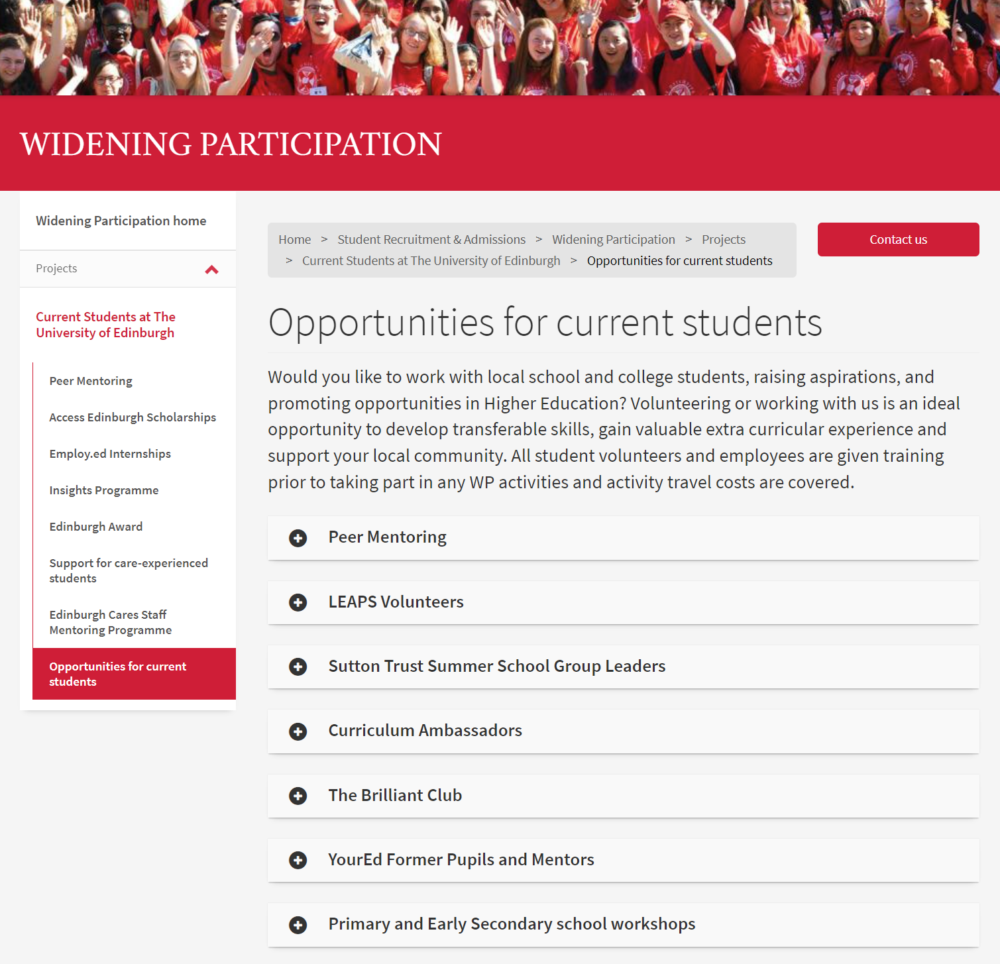 WIDENING PARTICIPATION
Widening Participation home
Projects
Current Students at The
University of Edinburgh
Peer Mentoring
Access Edinburgh Scholarships
Employ.ed Internships
Insights Programme
Edinburgh Award
Support for care-experienced
students
Edinburgh Cares Staff
Mentoring Programme
Opportunities for current
students
Home > Student Recruitment & Admissions > Widening Participation > Projects
> Current Students at The University of Edinburgh > Opportunities for current students
Contact us
Opportunities for current students
Would you like to work with local school and college students, raising aspirations, and
promoting opportunities in Higher Education? Volunteering or working with us is an ideal
opportunity to develop transferable skills, gain valuable extra curricular experience and
support your local community. All student volunteers and employees are given training
prior to taking part in any WP activities and activity travel costs are covered.
Peer Mentoring
LEAPS Volunteers
Sutton Trust Summer School Group Leaders
Curriculum Ambassadors
The Brilliant Club
YourEd Former Pupils and Mentors
Primary and Early Secondary school workshops